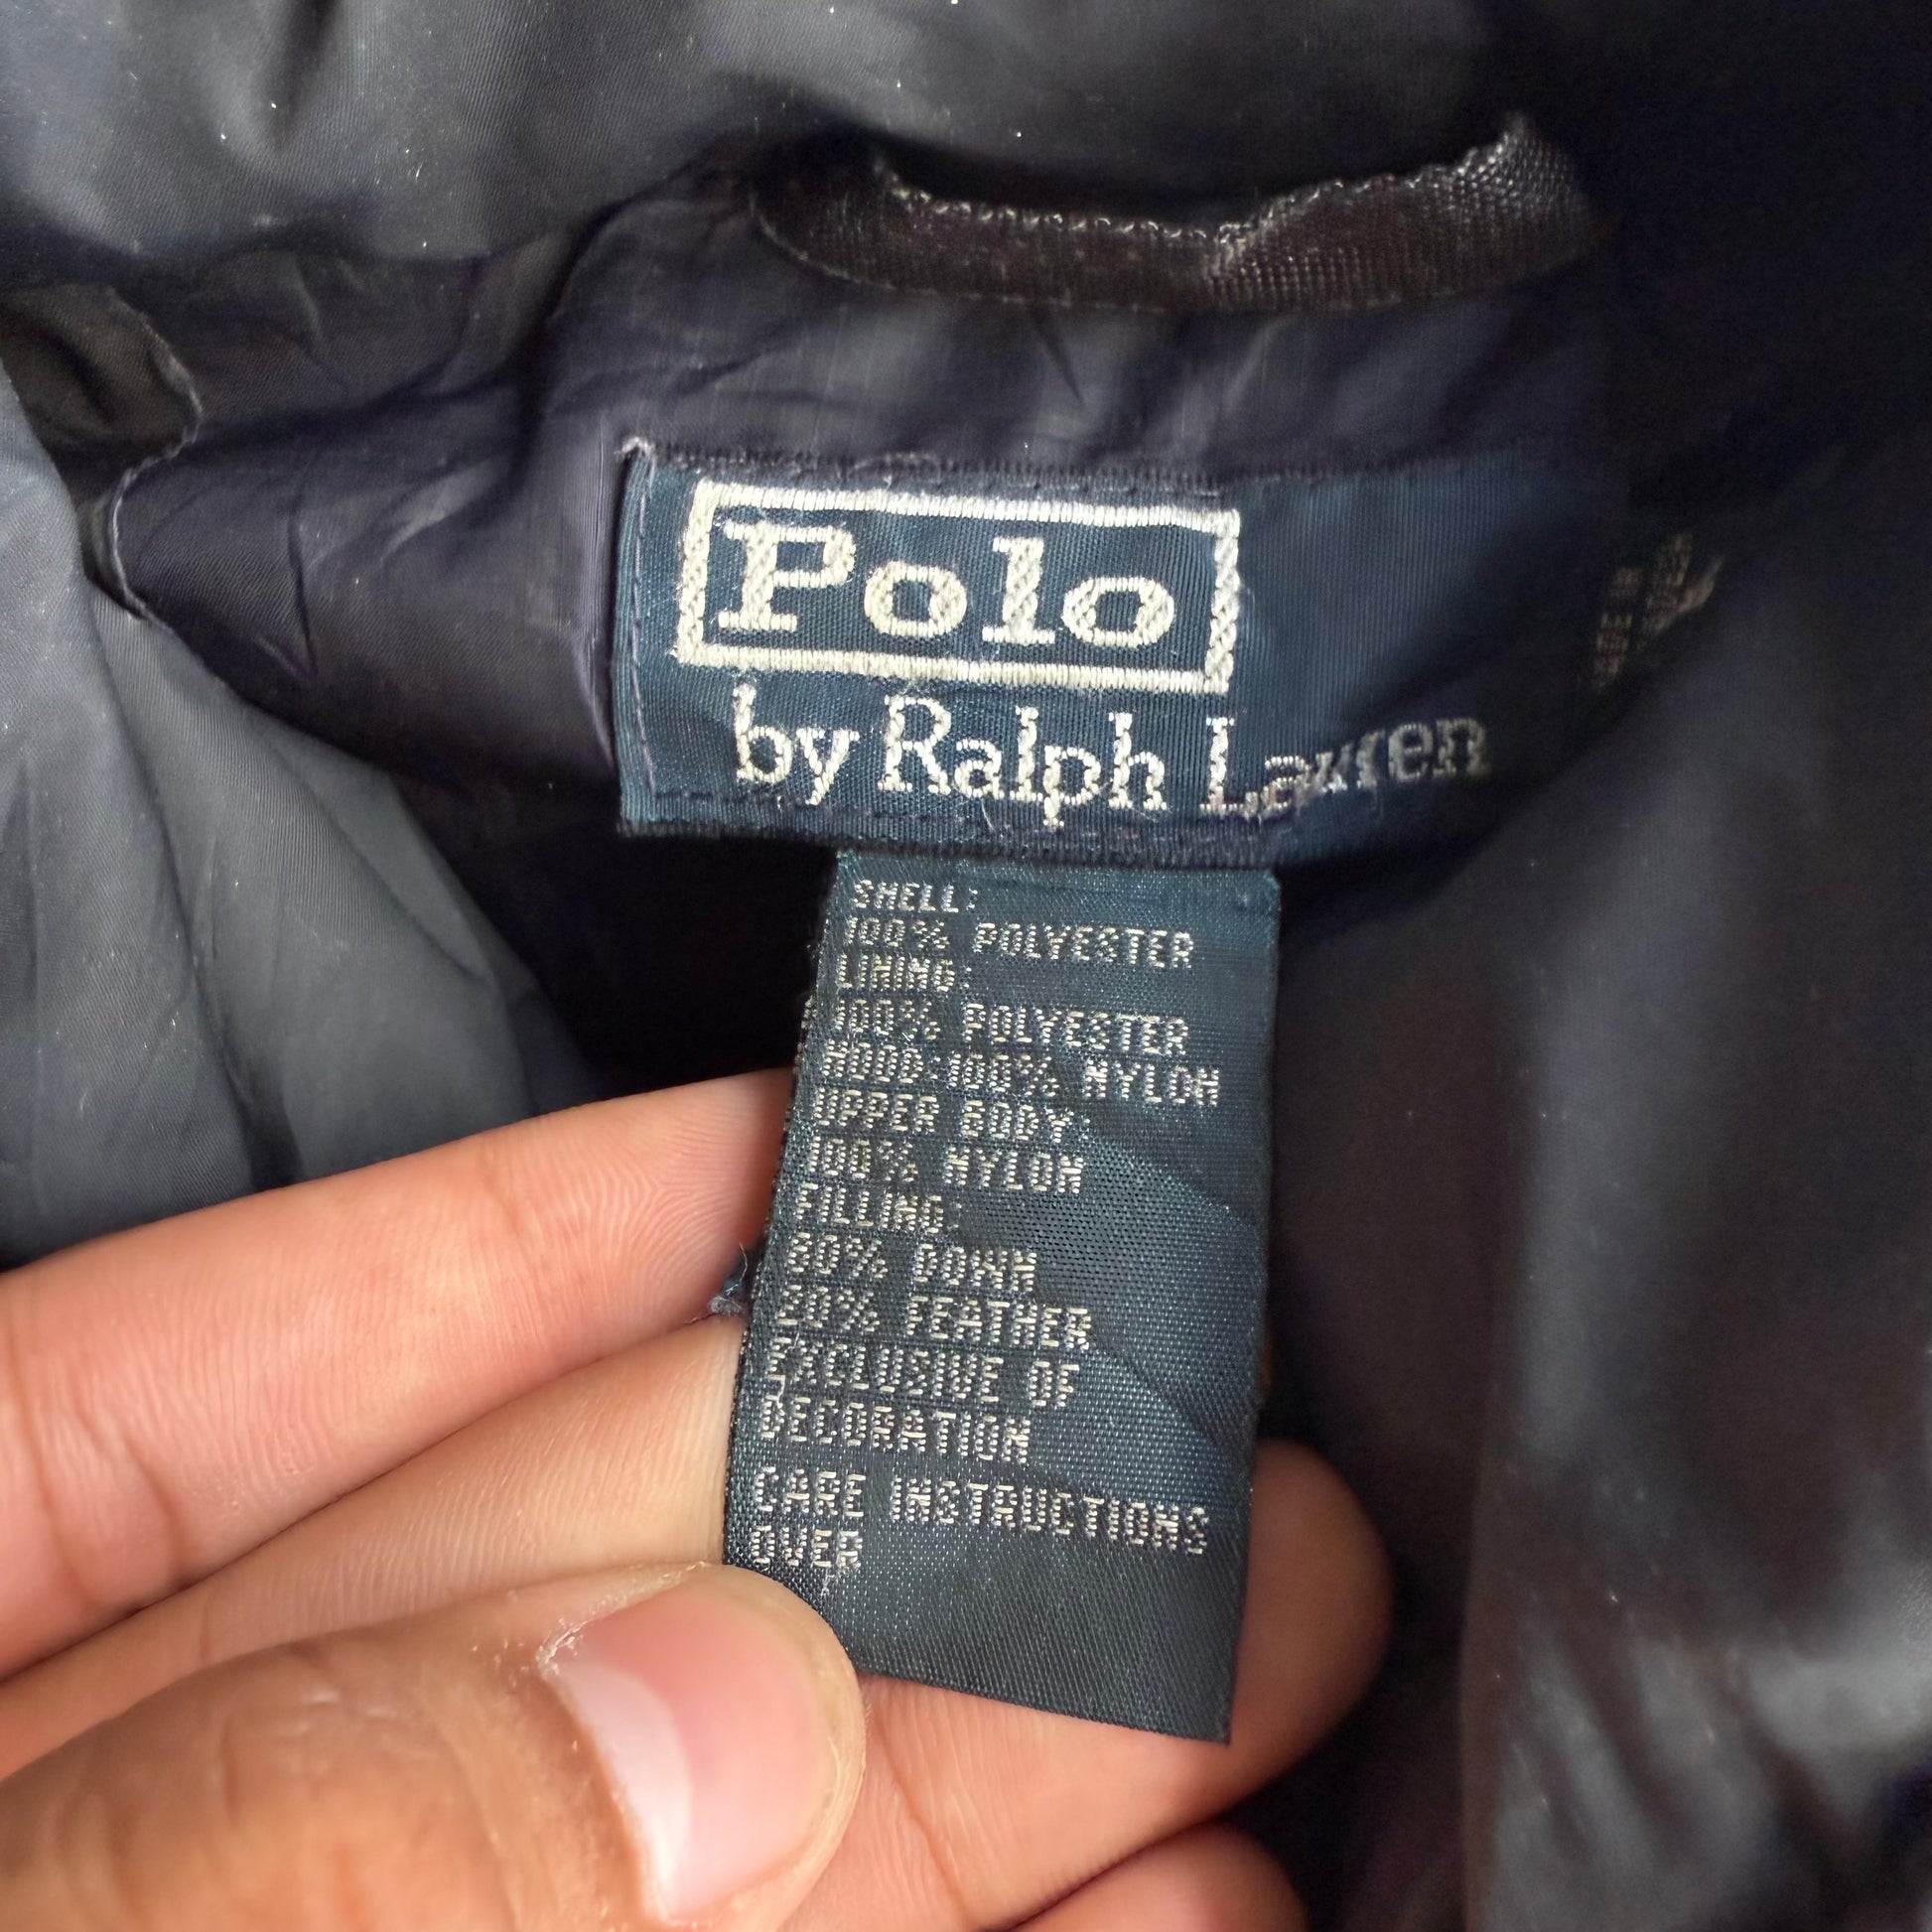 Polo
by Ralph Lauren
SHELL:
100% POLYESTER
LINING:
100% POLYESTER
HOOD-100% NYLON
UPPER BODY:
100% NYLON
FILLING:
80% DOWN
20% FEATHER
EXCLUSIVE OF
DECORATION
CARE INSTRUCTIONS
OVER